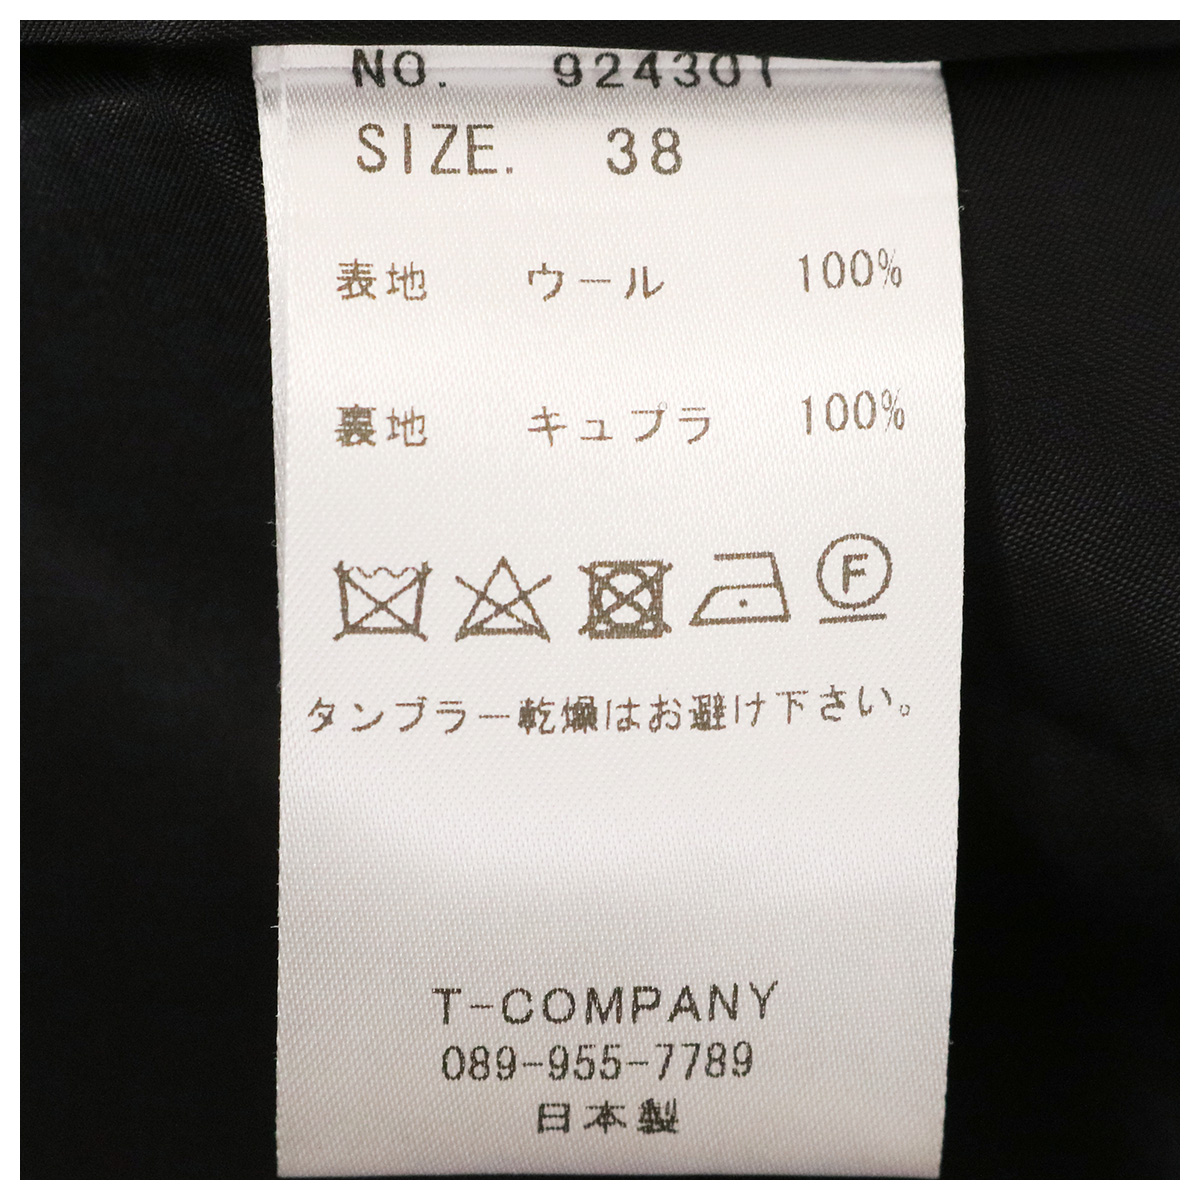 NO. 924301
SIZE. 38
表地 ウール 100%
裏地 キュプラ 100%
F
タンブラー乾燥はお避け下さい。
T-COMPANY
089-955-7789
日本製